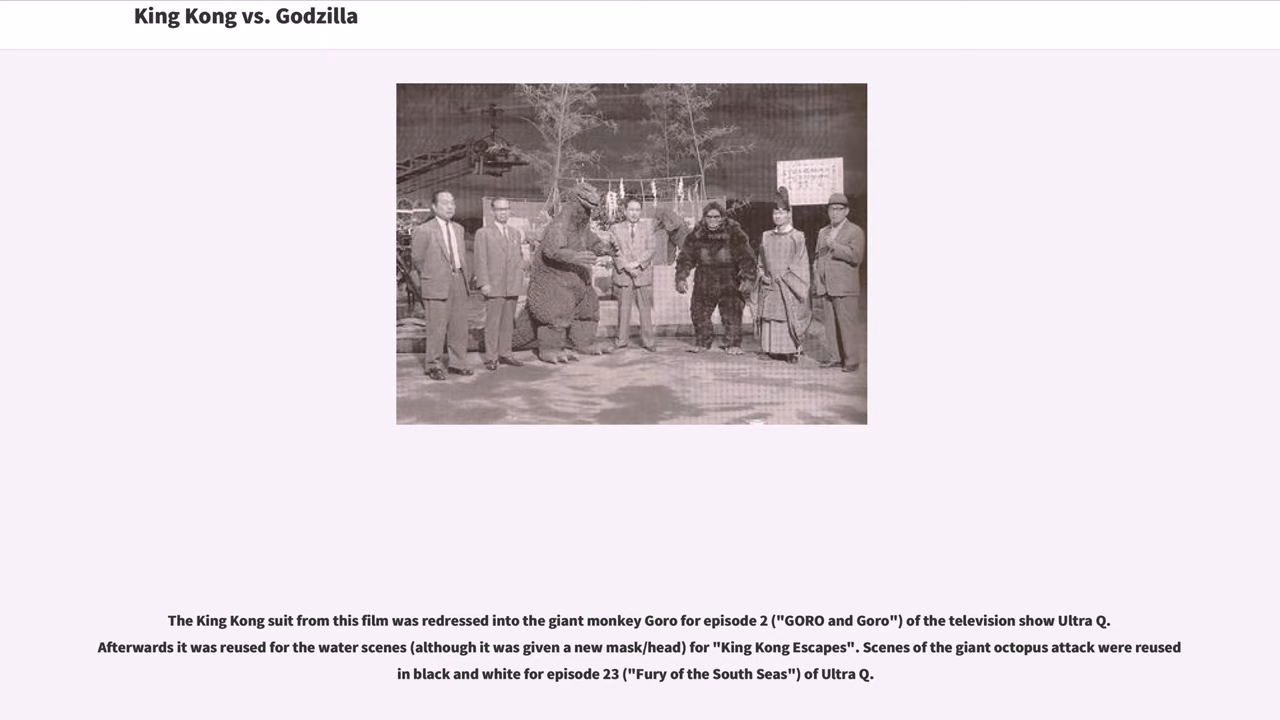 King Kong vs. Godzilla
The King Kong suit from this film was redressed into the giant monkey Goro for episode 2 ("GORO and Goro") of the television show Ultra Q.
Afterwards it was reused for the water scenes (although it was given a new mask/head) for "King Kong Escapes". Scenes of the giant octopus attack were reused
in black and white for episode 23 ("Fury of the South Seas") of Ultra Q.